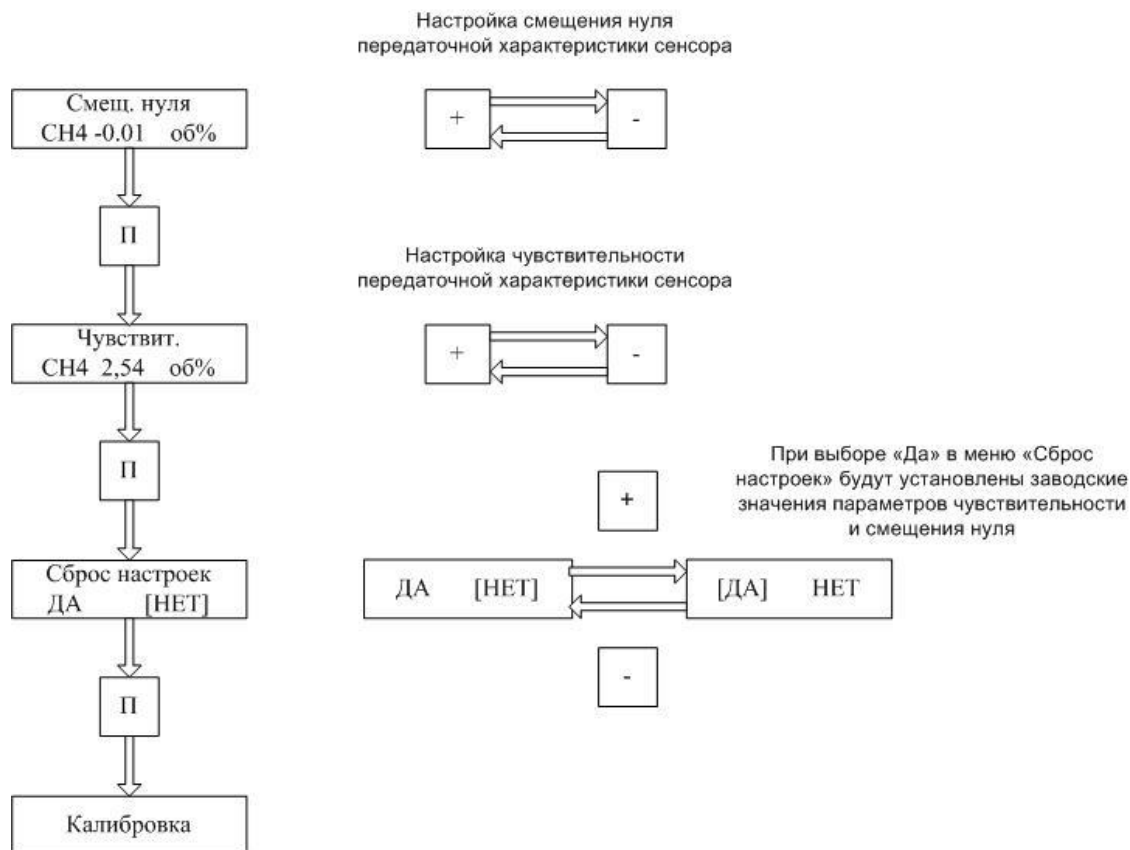 Настройка смещения нуля
передаточной характеристики сенсора
Смещ. нуля
СН4 -0.01 об%
+
-
П
Настройка чувствительности
передаточной характеристики сенсора
Чувствит.
СН4 2,54 об%
+
-
П
При выборе «Да» в меню «Сброс
настроек» будут установлены заводские
значения параметров чувствительности
и смещения нуля
+
Сброс настроек
ДА [НЕТ]
ДА [НЕТ]
[ДА] НЕТ
-
П
Калибровка